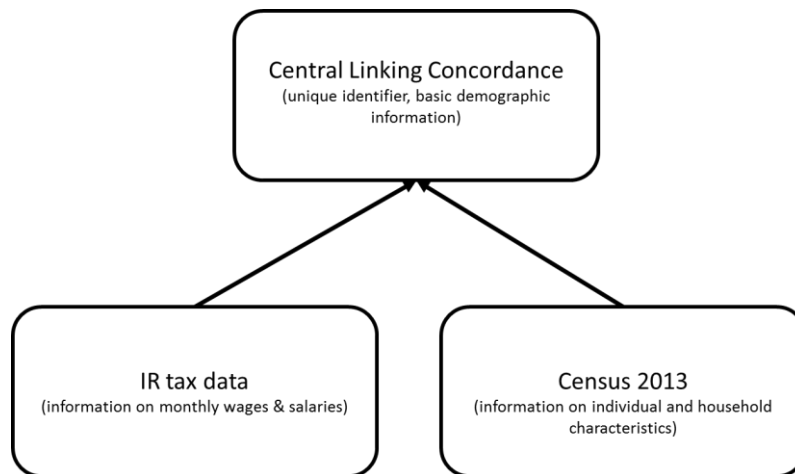 Central Linking Concordance
(unique identifier, basic demographic
information)
IR tax data
(information on monthly wages & salaries)
Census 2013
(information on individual and household
characteristics)